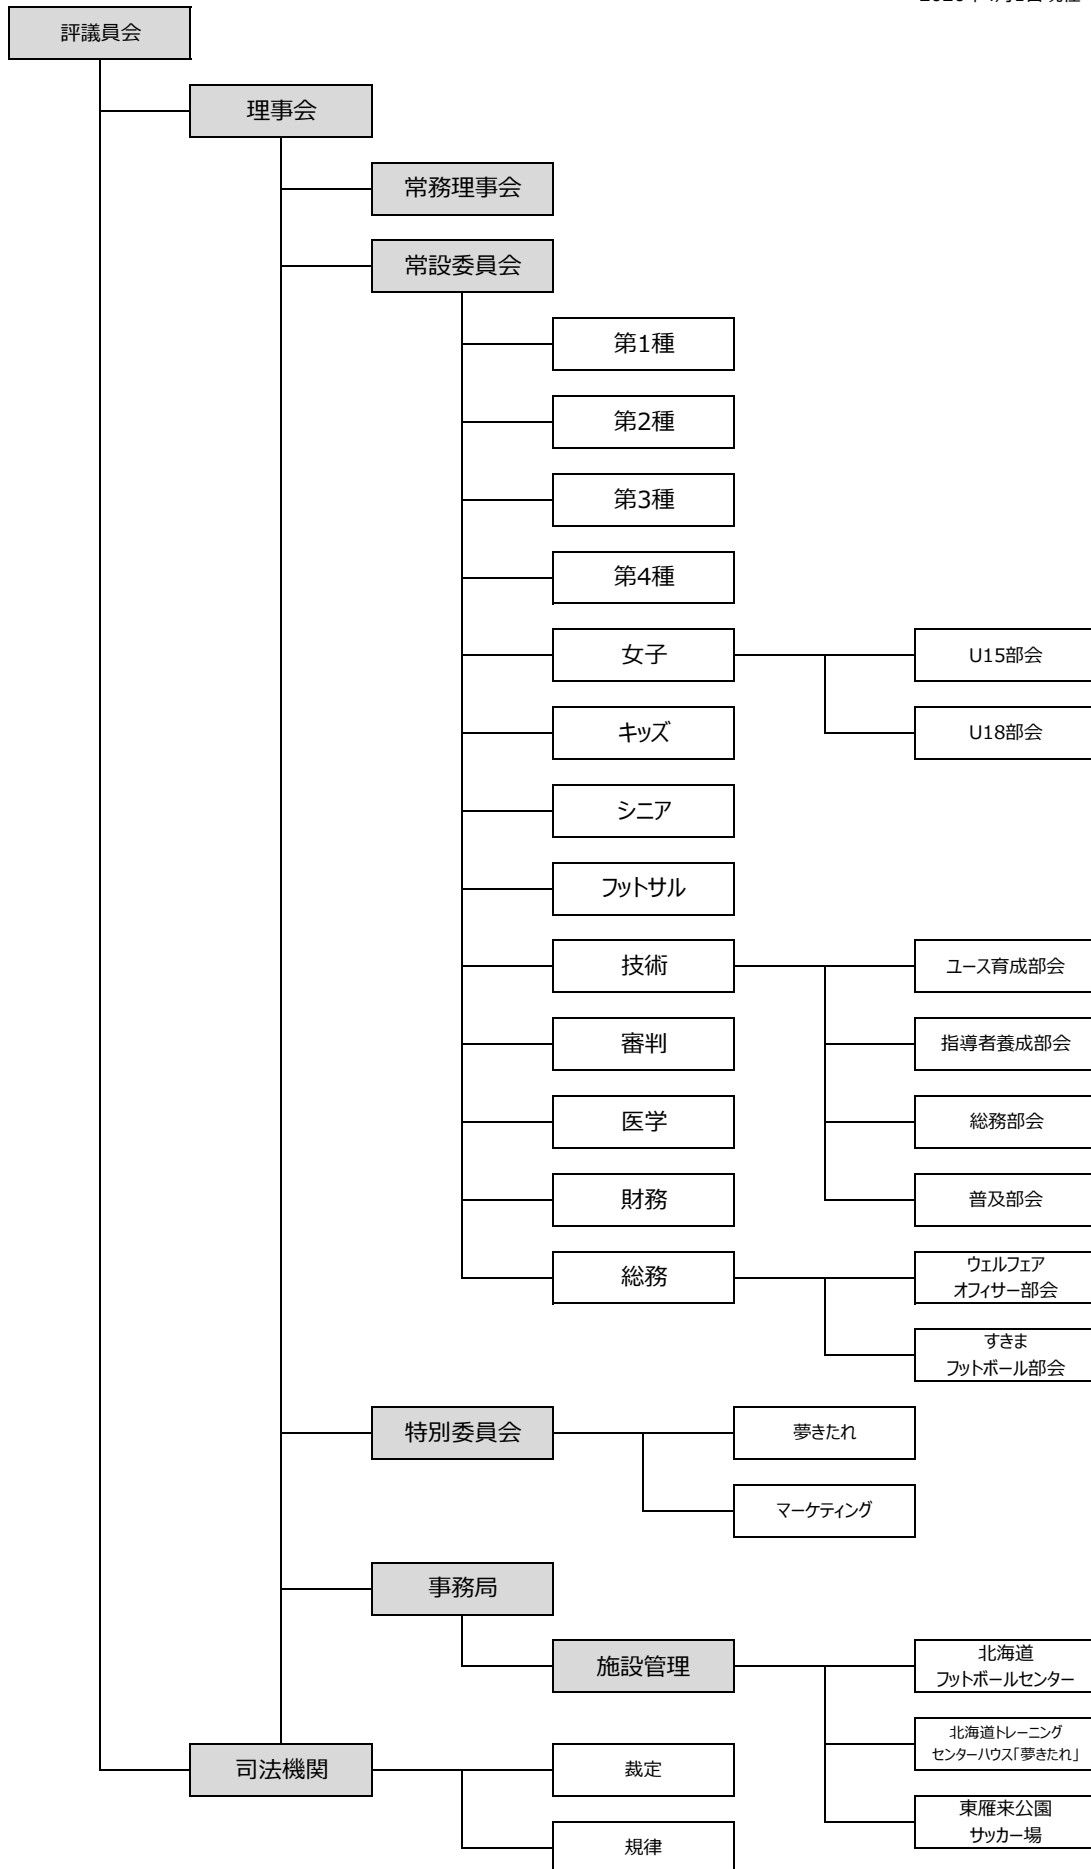 評議員会
理事会
常務理事会
常設委員会
第1種
第2種
第3種
第4種
女子
U15部会
U18部会
キッズ
シニア
フットサル
技術
ユース育成部会
指導者養成部会
総務部会
普及部会
審判
医学
財務
総務
ウェルフェア
オフィサー部会
すきま
フットボール部会
特別委員会
夢きたれ
マーケティング
事務局
施設管理
北海道
フットボールセンター
北海道トレーニング
センターハウス「夢きたれ」
東雁来公園
サッカー場
司法機関
裁定
規律